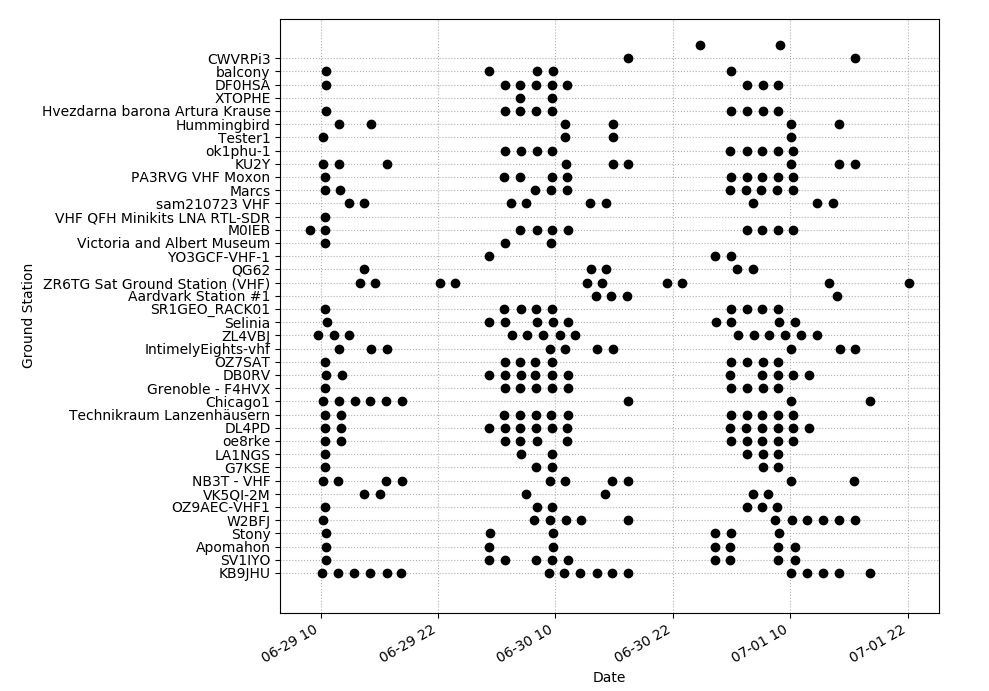 CWVRPi3
balcony
DF0HSA
XTOPHE
Hvezdarna barona Artura Krause
Hummingbird
Tester1
ok1phu-1
KU2Y
PA3RVG VHF Moxon
Marcs
sam210723 VHF
VHF QFH Minikits LNA RTL-SDR
M0IEB
Victoria and Albert Museum
YO3GCF-VHF-1
QG62
ZR6TG Sat Ground Station (VHF)
Aardvark Station #1
SR1GEO_RACK01
Selinia
ZL4VBJ
IntimelyEights-vhf
OZ7SAT
DB0RV
Grenoble - F4HVX
Chicago1
Technikraum Lanzenhäusern
DL4PD
oe8rke
LA1NGS
G7KSE
NB3T - VHF
VK5QI-2M
OZ9AEC-VHF1
W2BFJ
Stony
Apomahon
SV1IYO
KB9JHU
Ground Station
06-29 10
06-29 22
06-30 10
06-30 22
07-01 10
07-01 22
Date